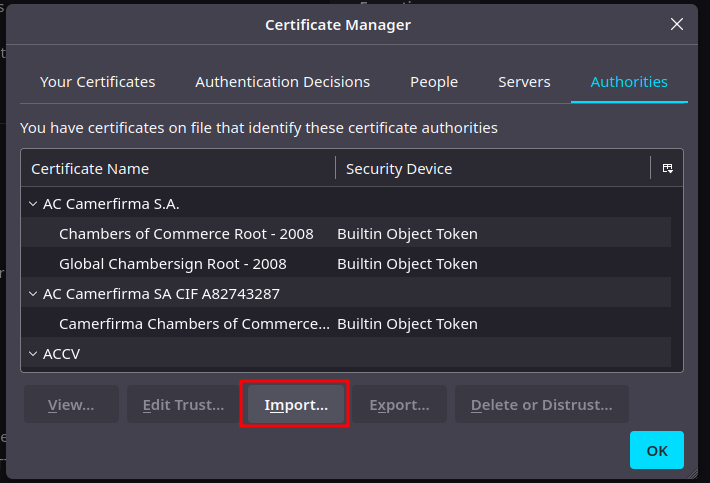 Certificate Manager
Your Certificates Authentication Decisions People Servers Authorities
You have certificates on file that identify these certificate authorities
Certificate Name Security Device
AC Camerfirma S.A.
Chambers of Commerce Root - 2008 Builtin Object Token
Global Chambersign Root - 2008 Builtin Object Token
AC Camerfirma SA CIF A82743287
Camerfirma Chambers of Commerce... Builtin Object Token
ACCV
View... Edit Trust... Import... Export... Delete or Distrust...
OK